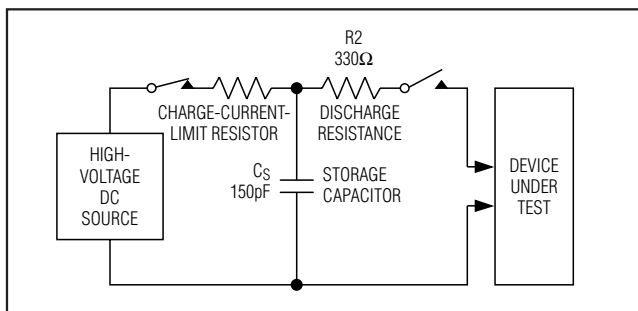 R2
330Ω
CHARGE-CURRENT-
LIMIT RESISTOR
DISCHARGE
RESISTANCE
HIGH-
VOLTAGE
DC
SOURCE
CS
150pF
STORAGE
CAPACITOR
DEVICE
UNDER
TEST